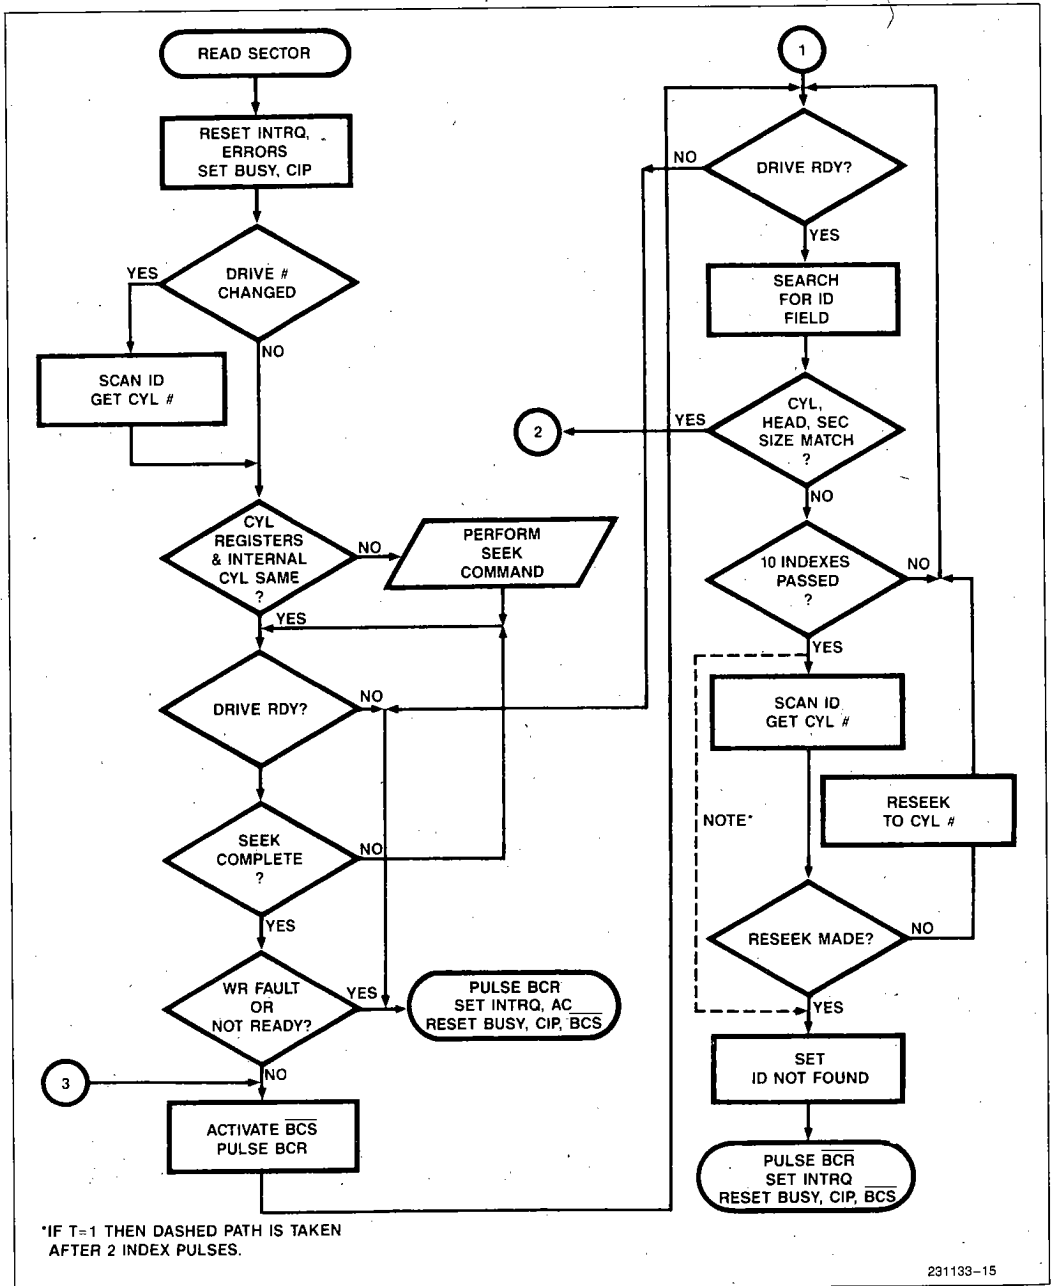 READ SECTOR
RESET INTRQ,
ERRORS
SET BUSY, CIP
DRIVE #
CHANGED
YES
NO
SCAN ID
GET CYL #
CYL
REGISTERS
& INTERNAL
CYL SAME
?
NO
PERFORM
SEEK
COMMAND
YES
DRIVE RDY?
NO
SEEK
COMPLETE
?
NO
YES
WR FAULT
OR
NOT READY?
YES
PULSE BCR
SET INTRQ, AC
RESET BUSY, CIP, B̅C̅S̅
NO
3
ACTIVATE B̅C̅S̅
PULSE BCR
*IF T=1 THEN DASHED PATH IS TAKEN
AFTER 2 INDEX PULSES.
1
DRIVE RDY?
NO
YES
SEARCH
FOR ID
FIELD
CYL,
HEAD, SEC
SIZE MATCH
?
YES
2
NO
10 INDEXES
PASSED
?
NO
YES
SCAN ID
GET CYL #
NOTE*
RESEEK
TO CYL #
RESEEK MADE?
NO
YES
SET
ID NOT FOUND
PULSE B̅C̅R̅
SET INTRQ
RESET BUSY, CIP, B̅C̅S̅
231133-15